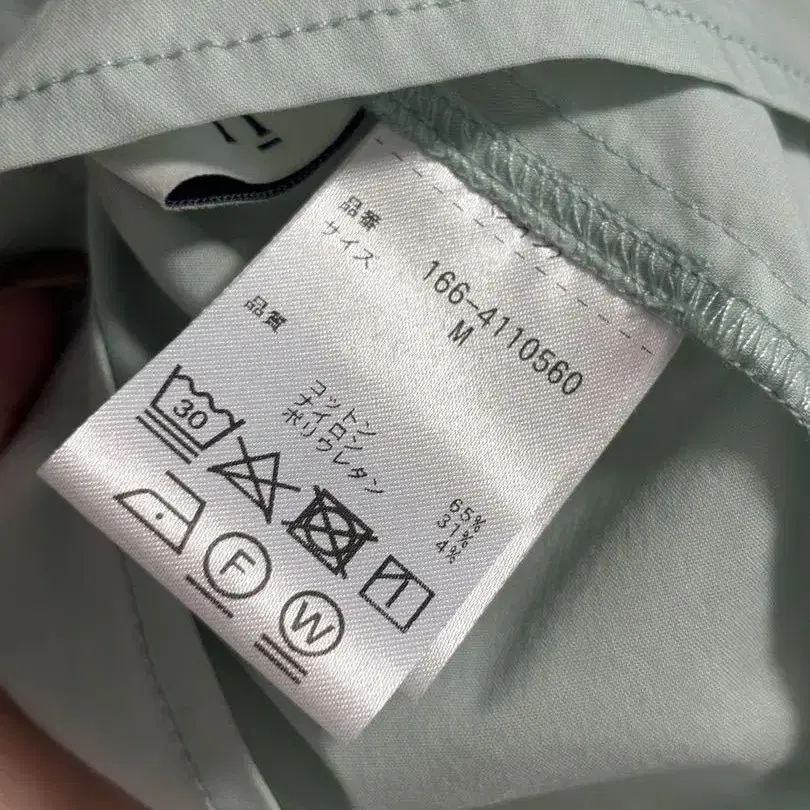 品番 166-4110560
サイズ M
品質
コットン 65%
ナイロン 31%
ポリウレタン 4%
30
F
W